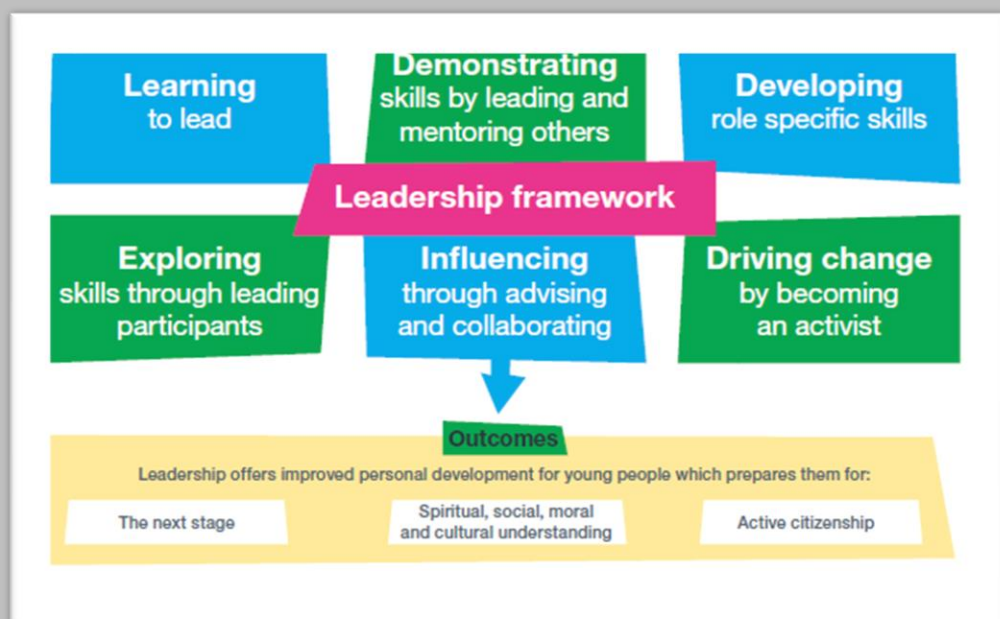 Learning
to lead
Demonstrating
skills by leading and
mentoring others
Developing
role specific skills
Leadership framework
Exploring
skills through leading
participants
Influencing
through advising
and collaborating
Driving change
by becoming
an activist
Outcomes
Leadership offers improved personal development for young people which prepares them for:
The next stage
Spiritual, social, moral
and cultural understanding
Active citizenship